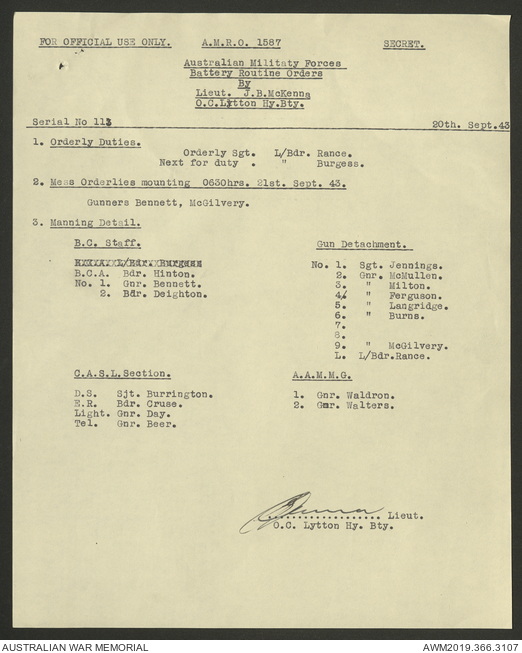 FOR OFFICIAL USE ONLY. A.M.R.O. 1587 SECRET.
Australian Militaty Forces
Battery Routine Orders
By
Lieut. J.B.McKenna
O.C.Lytton Hy.Bty.
Serial No 113 20th. Sept.43
1. Orderly Duties.
Orderly Sgt. L/Bdr. Rance.
Next for duty . " Burgess.
2. Mess Orderlies mounting 0630hrs. 21st. Sept. 43.
Gunners Bennett, McGilvery.
3. Manning Detail.
B.C. Staff.
L/Bdr. Burgess
B.C.A. Bdr. Hinton.
No. 1. Gnr. Bennett.
2. Bdr. Deighton.
Gun Detachment.
No. 1. Sgt. Jennings.
2. Gnr. McMullen.
3. " Milton.
4/ " Ferguson.
5. " Langridge.
6. " Burns.
7.
8.
9. " McGilvery.
L. L/Bdr.Rance.
C.A.S.L.Section.
D.S. Sjt. Burrington.
E.R. Bdr. Cruse.
Light. Gnr. Day.
Tel. Gnr. Beer.
A.A.M.M.G.
1. Gnr. Waldron.
2. Gnr. Walters.
.................. Lieut.
O.C. Lytton Hy. Bty.
AUSTRALIAN WAR MEMORIAL AWM2019.366.3107